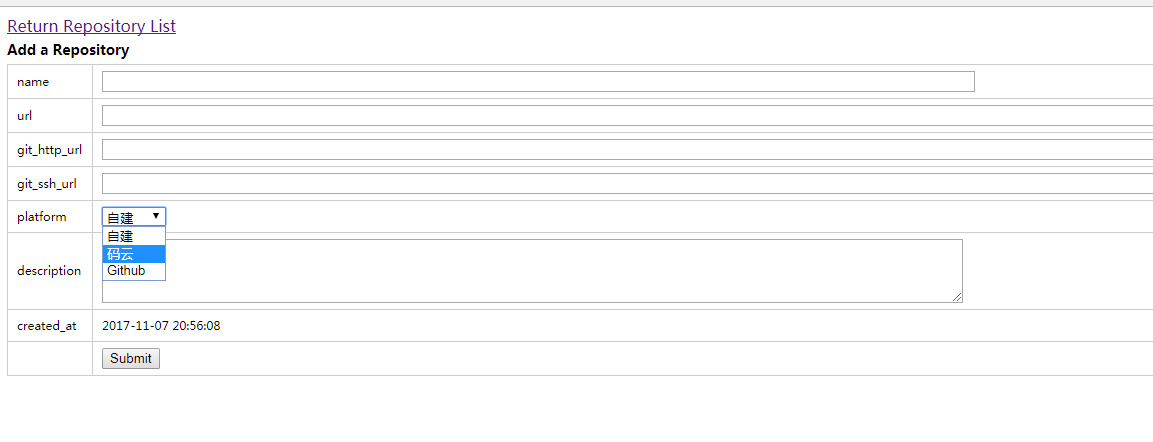 Return Repository List
Add a Repository
name
url
git_http_url
git_ssh_url
platform
自建
自建
码云
Github
description
created_at
2017-11-07 20:56:08
Submit